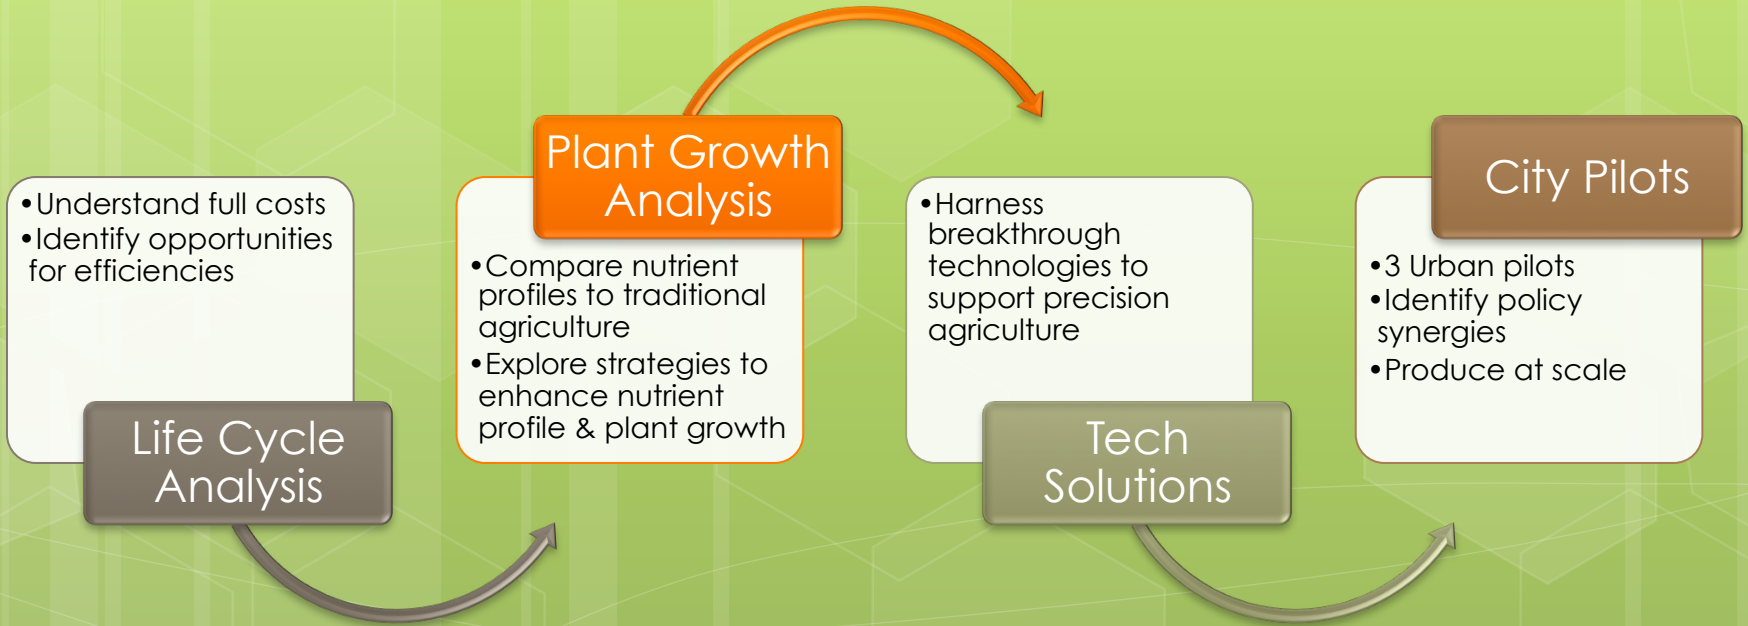 •Understand full costs
•Identify opportunities
for efficiencies
Life Cycle
Analysis
Plant Growth
Analysis
•Compare nutrient
profiles to traditional
agriculture
•Explore strategies to
enhance nutrient
profile & plant growth
•Harness
breakthrough
technologies to
support precision
agriculture
Tech
Solutions
City Pilots
•3 Urban pilots
•Identify policy
synergies
•Produce at scale